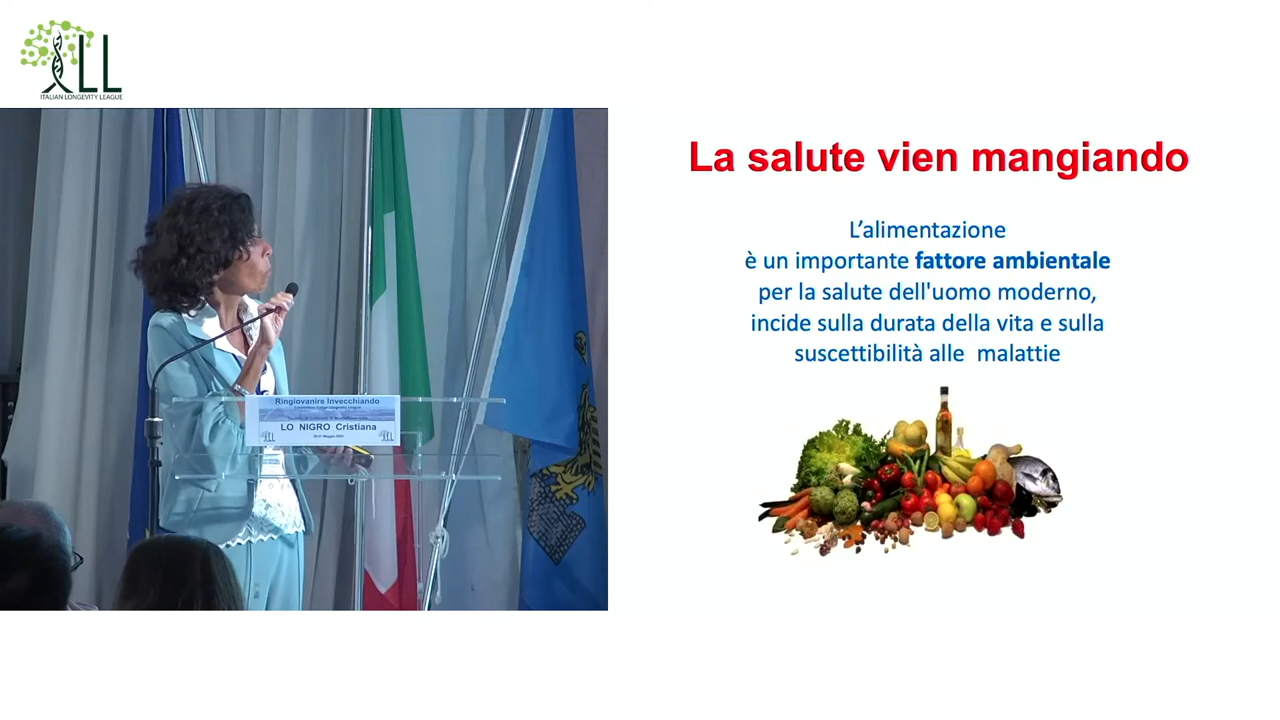 LL
ITALIAN LONGEVITY LEAGUE
La salute vien mangiando
L’alimentazione
è un importante fattore ambientale
per la salute dell'uomo moderno,
incide sulla durata della vita e sulla
suscettibilità alle malattie
Ringiovanire Invecchiando
LO NIGRO Cristiana